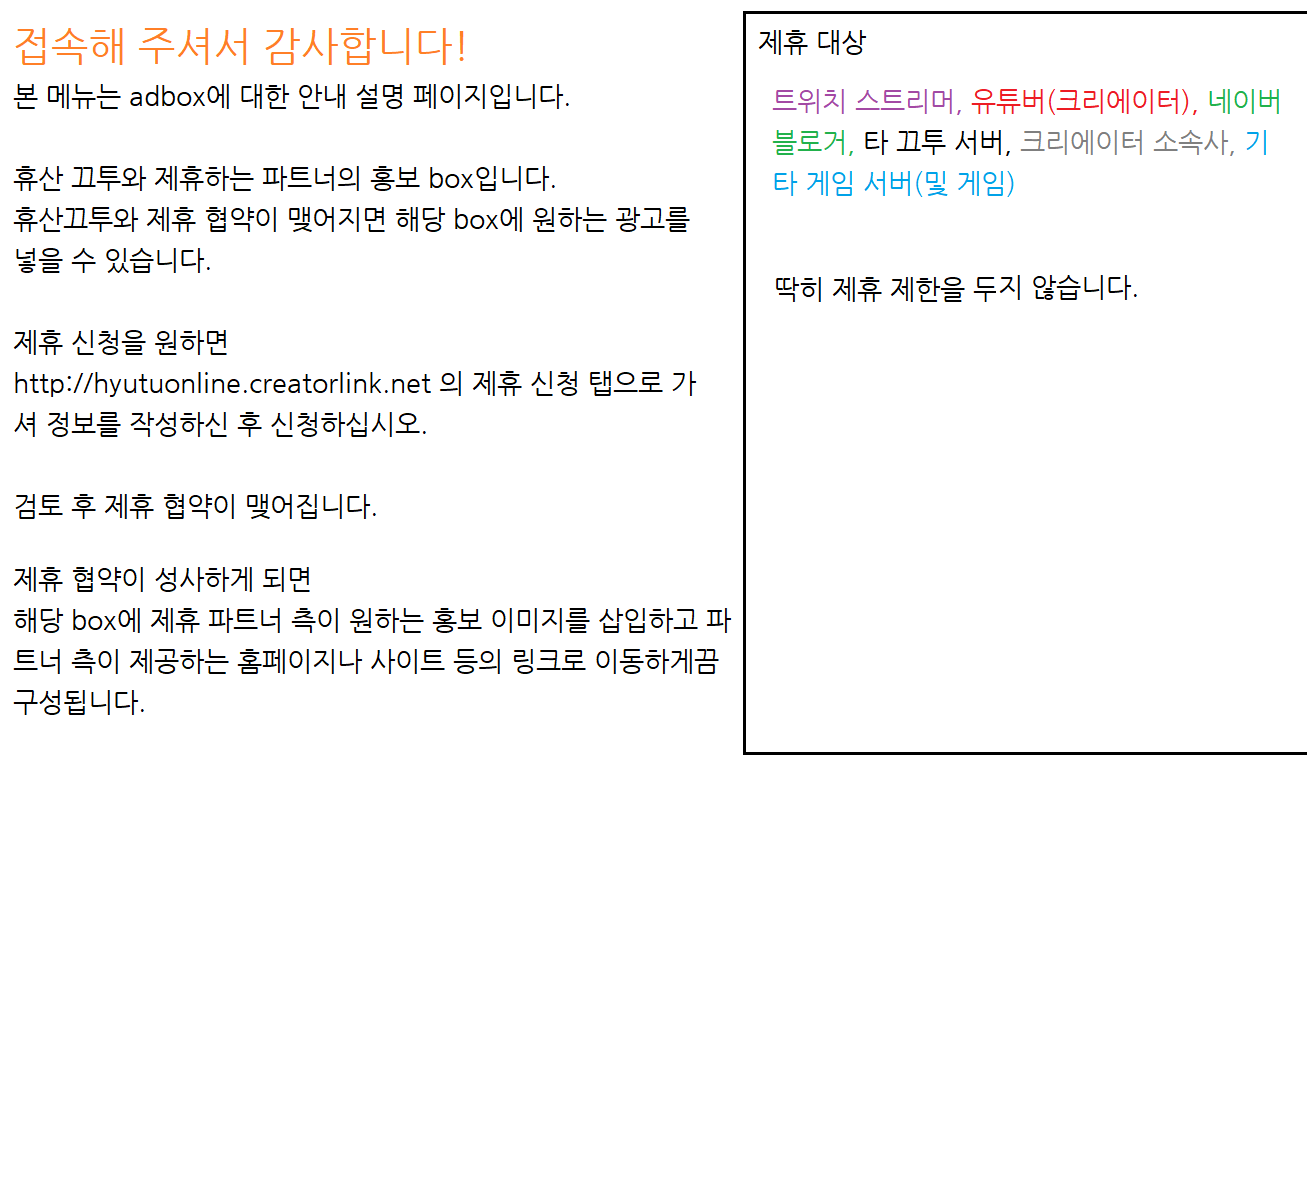 접속해 주셔서 감사합니다!
본 메뉴는 adbox에 대한 안내 설명 페이지입니다.
휴산 끄투와 제휴하는 파트너의 홍보 box입니다.
휴산끄투와 제휴 협약이 맺어지면 해당 box에 원하는 광고를
넣을 수 있습니다.
제휴 신청을 원하면
http://hyutuonline.creatorlink.net 의 제휴 신청 탭으로 가
셔 정보를 작성하신 후 신청하십시오.
검토 후 제휴 협약이 맺어집니다.
제휴 협약이 성사하게 되면
해당 box에 제휴 파트너 측이 원하는 홍보 이미지를 삽입하고 파
트너 측이 제공하는 홈페이지나 사이트 등의 링크로 이동하게끔
구성됩니다.
제휴 대상
트위치 스트리머, 유튜버(크리에이터), 네이버
블로거, 타 끄투 서버, 크리에이터 소속사, 기
타 게임 서버(및 게임)
딱히 제휴 제한을 두지 않습니다.